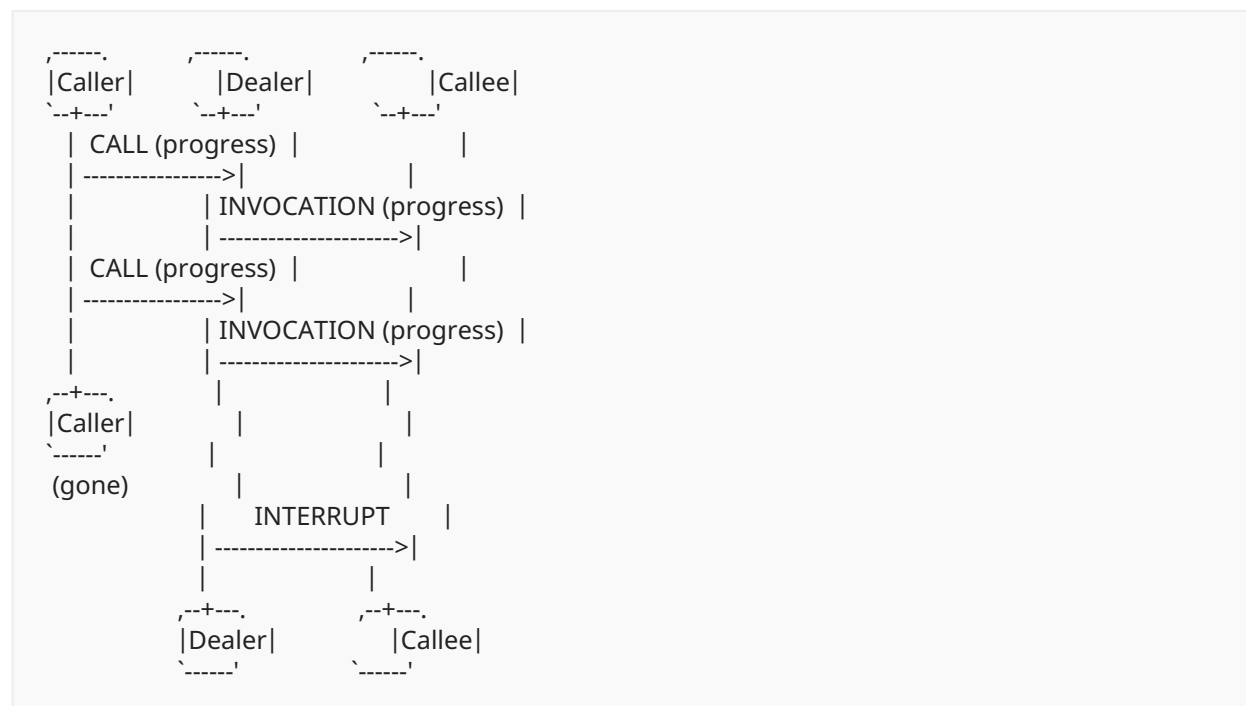 ,------.          ,------.              ,------.
|Caller|          |Dealer|              |Callee|
`--+---'          `--+---'              `--+---'
   |  CALL (progress)  |                      |
   | ----------------->|                      |
   |                   | INVOCATION (progress)  |
   |                   | ---------------------->|
   |  CALL (progress)  |                      |
   | ----------------->|                      |
   |                   | INVOCATION (progress)  |
   |                   | ---------------------->|
,--+---.               |                      |
|Caller|               |                      |
`------'               |                      |
 (gone)                |                      |
                       |       INTERRUPT        |
                       | ---------------------->|
                       |                      |
                    ,--+---.              ,--+---.
                    |Dealer|              |Callee|
                    `------'              `------'